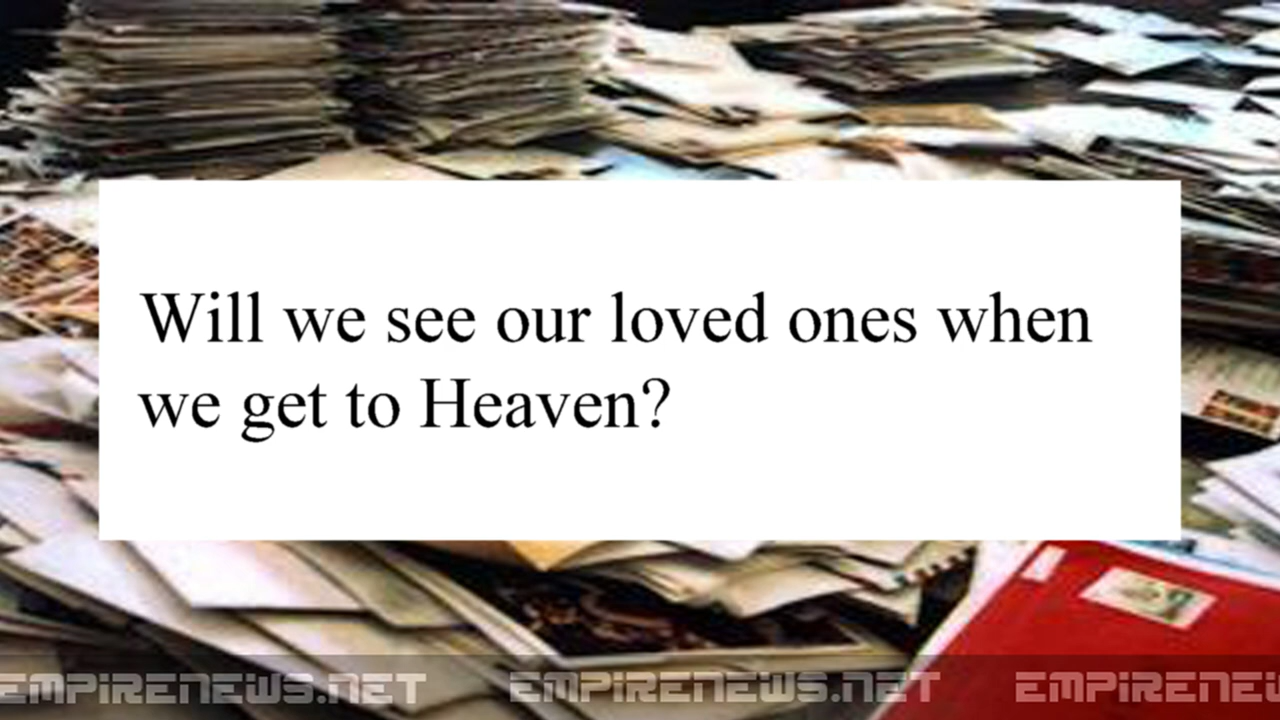 Will we see our loved ones when
we get to Heaven?
EMPIRENEWS.NET EMPIRENEWS.NET EMPIRENEW